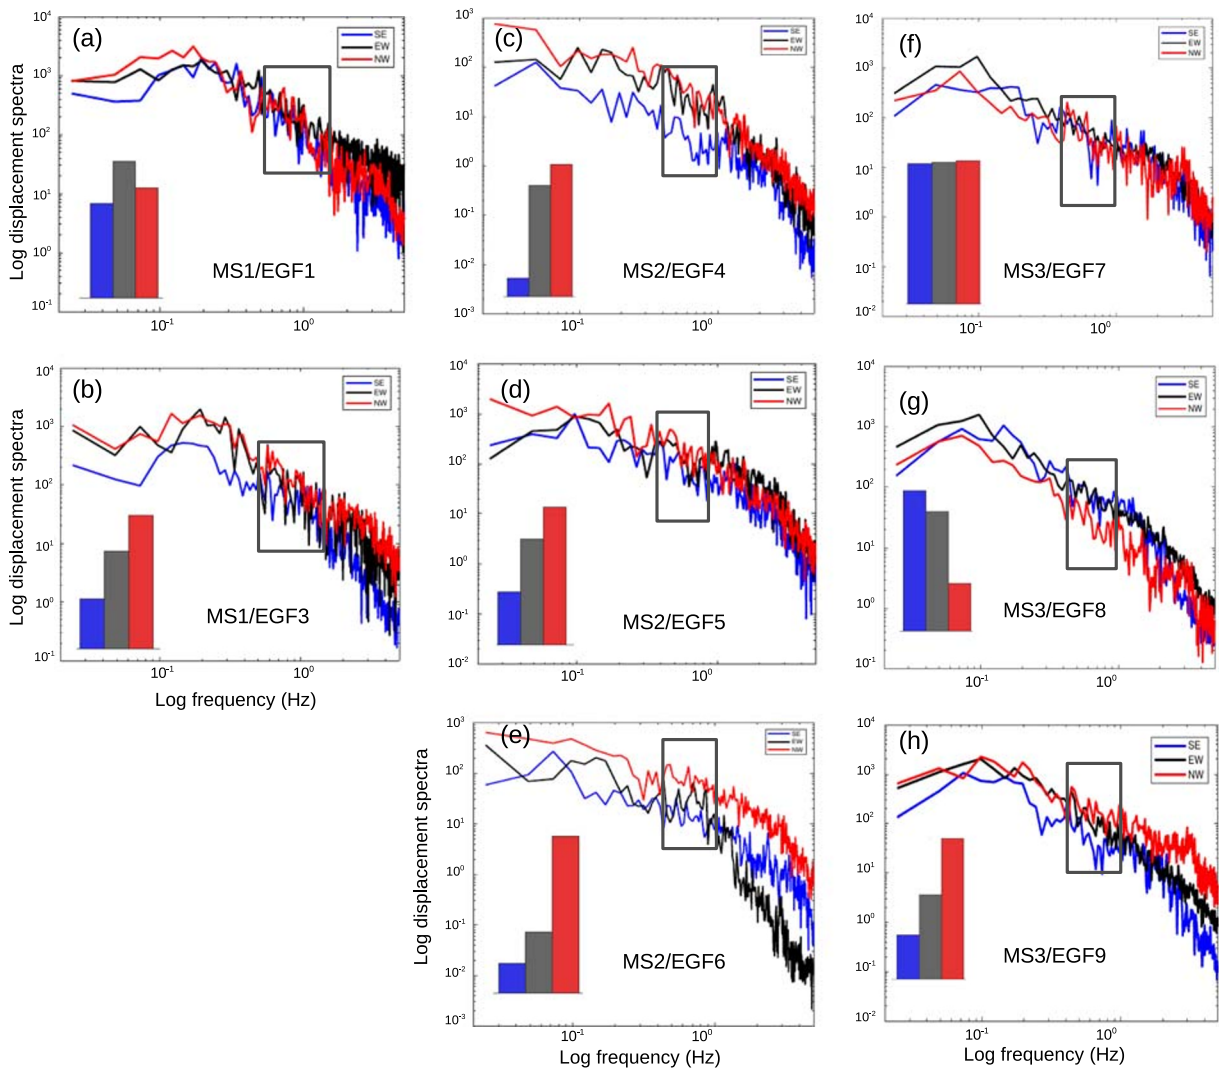 (a)
Log displacement spectra
10⁴
10³
10²
10¹
10⁰
10⁻¹
SE
EW
NW
MS1/EGF1
10⁻¹
10⁰
(c)
10³
10²
10¹
10⁰
10⁻¹
10⁻²
10⁻³
SE
EW
NW
MS2/EGF4
10⁻¹
10⁰
(f)
10⁴
10³
10²
10¹
10⁰
10⁻¹
10⁻²
SE
EW
NW
MS3/EGF7
10⁻¹
10⁰
(b)
Log displacement spectra
10⁴
10³
10²
10¹
10⁰
10⁻¹
SE
EW
NW
MS1/EGF3
10⁻¹
10⁰
Log frequency (Hz)
(d)
10⁴
10³
10²
10¹
10⁰
10⁻¹
10⁻²
SE
EW
NW
MS2/EGF5
10⁻¹
10⁰
(g)
10⁴
10³
10²
10¹
10⁰
10⁻¹
SE
EW
NW
MS3/EGF8
10⁻¹
10⁰
(e)
Log displacement spectra
10³
10²
10¹
10⁰
10⁻¹
10⁻²
10⁻³
SE
EW
NW
MS2/EGF6
10⁻¹
10⁰
Log frequency (Hz)
(h)
10⁴
10³
10²
10¹
10⁰
10⁻¹
10⁻²
SE
EW
NW
MS3/EGF9
10⁻¹
10⁰
Log frequency (Hz)